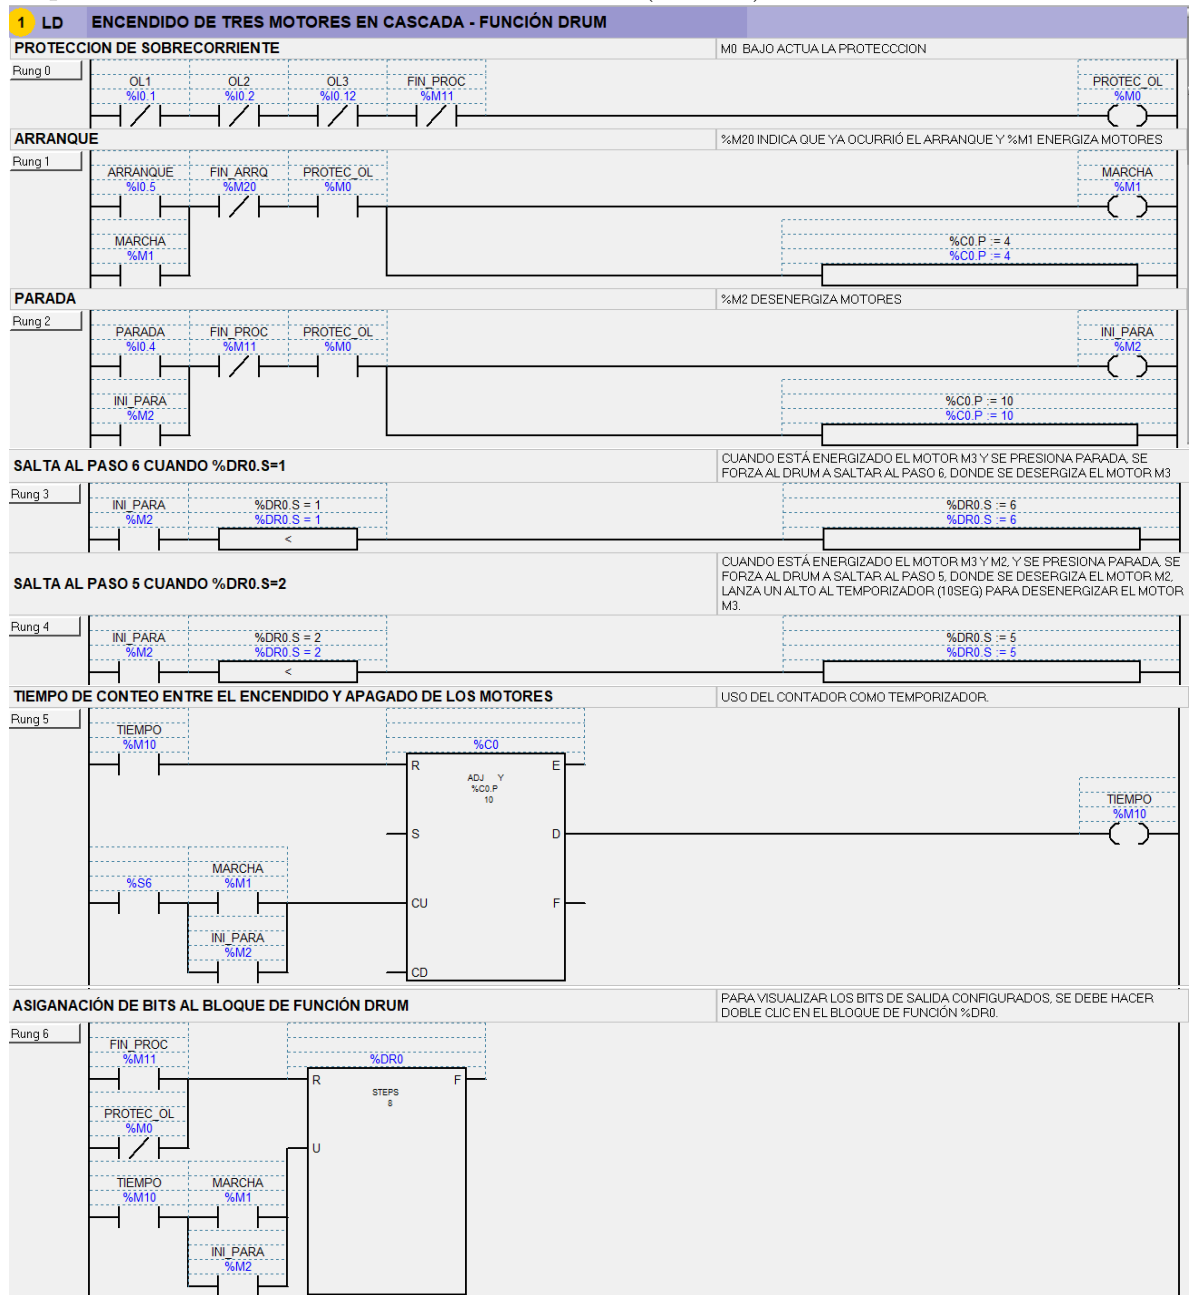 1 LD ENCENDIDO DE TRES MOTORES EN CASCADA - FUNCIÓN DRUM
PROTECCION DE SOBRECORRIENTE
M0 BAJO ACTUA LA PROTECCCION
Rung 0
OL1 OL2 OL3 FIN_PROC PROTEC_OL
%I0.1 %I0.2 %I0.12 %M11 %M0
ARRANQUE
%M20 INDICA QUE YA OCURRIÓ EL ARRANQUE Y %M1 ENERGIZA MOTORES
Rung 1
ARRANQUE FIN_ARRQ PROTEC_OL MARCHA
%I0.5 %M20 %M0 %M1
MARCHA %C0.P := 4
%M1 %C0.P := 4
PARADA
%M2 DESENERGIZA MOTORES
Rung 2
PARADA FIN_PROC PROTEC_OL INI_PARA
%I0.4 %M11 %M0 %M2
INI_PARA %C0.P := 10
%M2 %C0.P := 10
SALTA AL PASO 6 CUANDO %DR0.S=1
CUANDO ESTÁ ENERGIZADO EL MOTOR M3 Y SE PRESIONA PARADA, SE
FORZA AL DRUM A SALTAR AL PASO 6, DONDE SE DESERGIZA EL MOTOR M3
Rung 3
INI_PARA %DR0.S = 1 %DR0.S := 6
%M2 %DR0.S = 1 %DR0.S := 6
<
SALTA AL PASO 5 CUANDO %DR0.S=2
CUANDO ESTÁ ENERGIZADO EL MOTOR M3 Y M2, Y SE PRESIONA PARADA, SE
FORZA AL DRUM A SALTAR AL PASO 5, DONDE SE DESERGIZA EL MOTOR M2,
LANZA UN ALTO AL TEMPORIZADOR (10SEG) PARA DESENERGIZAR EL MOTOR
M3.
Rung 4
INI_PARA %DR0.S = 2 %DR0.S := 5
%M2 %DR0.S = 2 %DR0.S := 5
<
TIEMPO DE CONTEO ENTRE EL ENCENDIDO Y APAGADO DE LOS MOTORES
USO DEL CONTADOR COMO TEMPORIZADOR.
Rung 5
TIEMPO
%M10 %C0
R E
ADJ Y
%C0.P
10
TIEMPO
%M10
S D
MARCHA
%S6 %M1
CU F
INI_PARA
%M2
CD
ASIGANACIÓN DE BITS AL BLOQUE DE FUNCIÓN DRUM
PARA VISUALIZAR LOS BITS DE SALIDA CONFIGURADOS, SE DEBE HACER
DOBLE CLIC EN EL BLOQUE DE FUNCIÓN %DR0.
Rung 6
FIN_PROC
%M11 %DR0
R F
STEPS
8
PROTEC_OL
%M0
U
TIEMPO MARCHA
%M10 %M1
INI_PARA
%M2